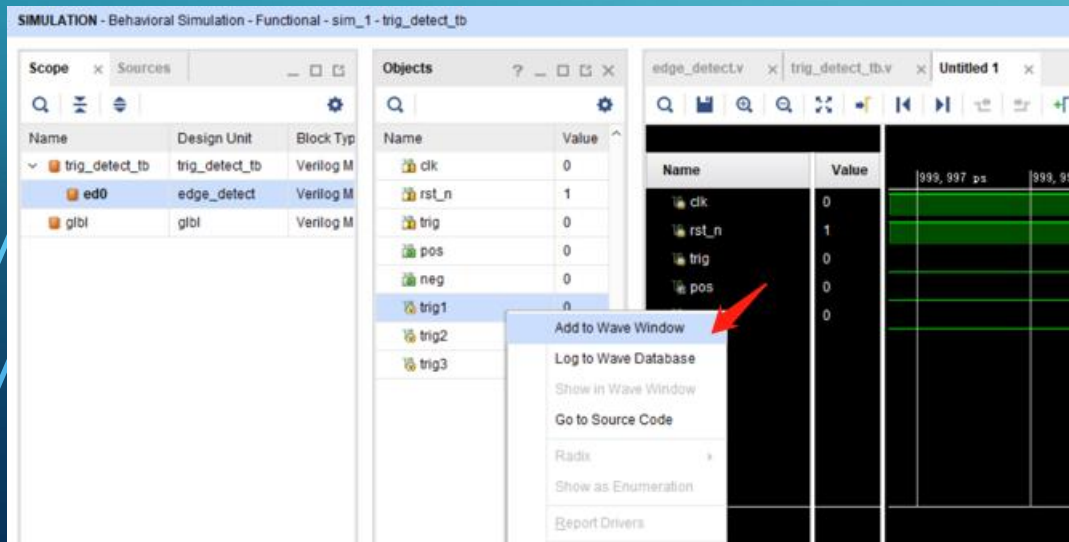 SIMULATION - Behavioral Simulation - Functional - sim_1 - trig_detect_tb
Scope Sources
Name Design Unit Block Typ
trig_detect_tb trig_detect_tb Verilog M
ed0 edge_detect Verilog M
glbl glbl Verilog M
Objects ?
Name Value
clk 0
rst_n 1
trig 0
pos 0
neg 0
trig1 0
trig2
trig3
Add to Wave Window
Log to Wave Database
Show in Wave Window
Go to Source Code
Radix
Show as Enumeration
Report Drivers
edge_detect.v trig_detect_tb.v Untitled 1
Name Value 999,997 ps 999,99
clk 0
rst_n 1
trig 0
pos 0
0